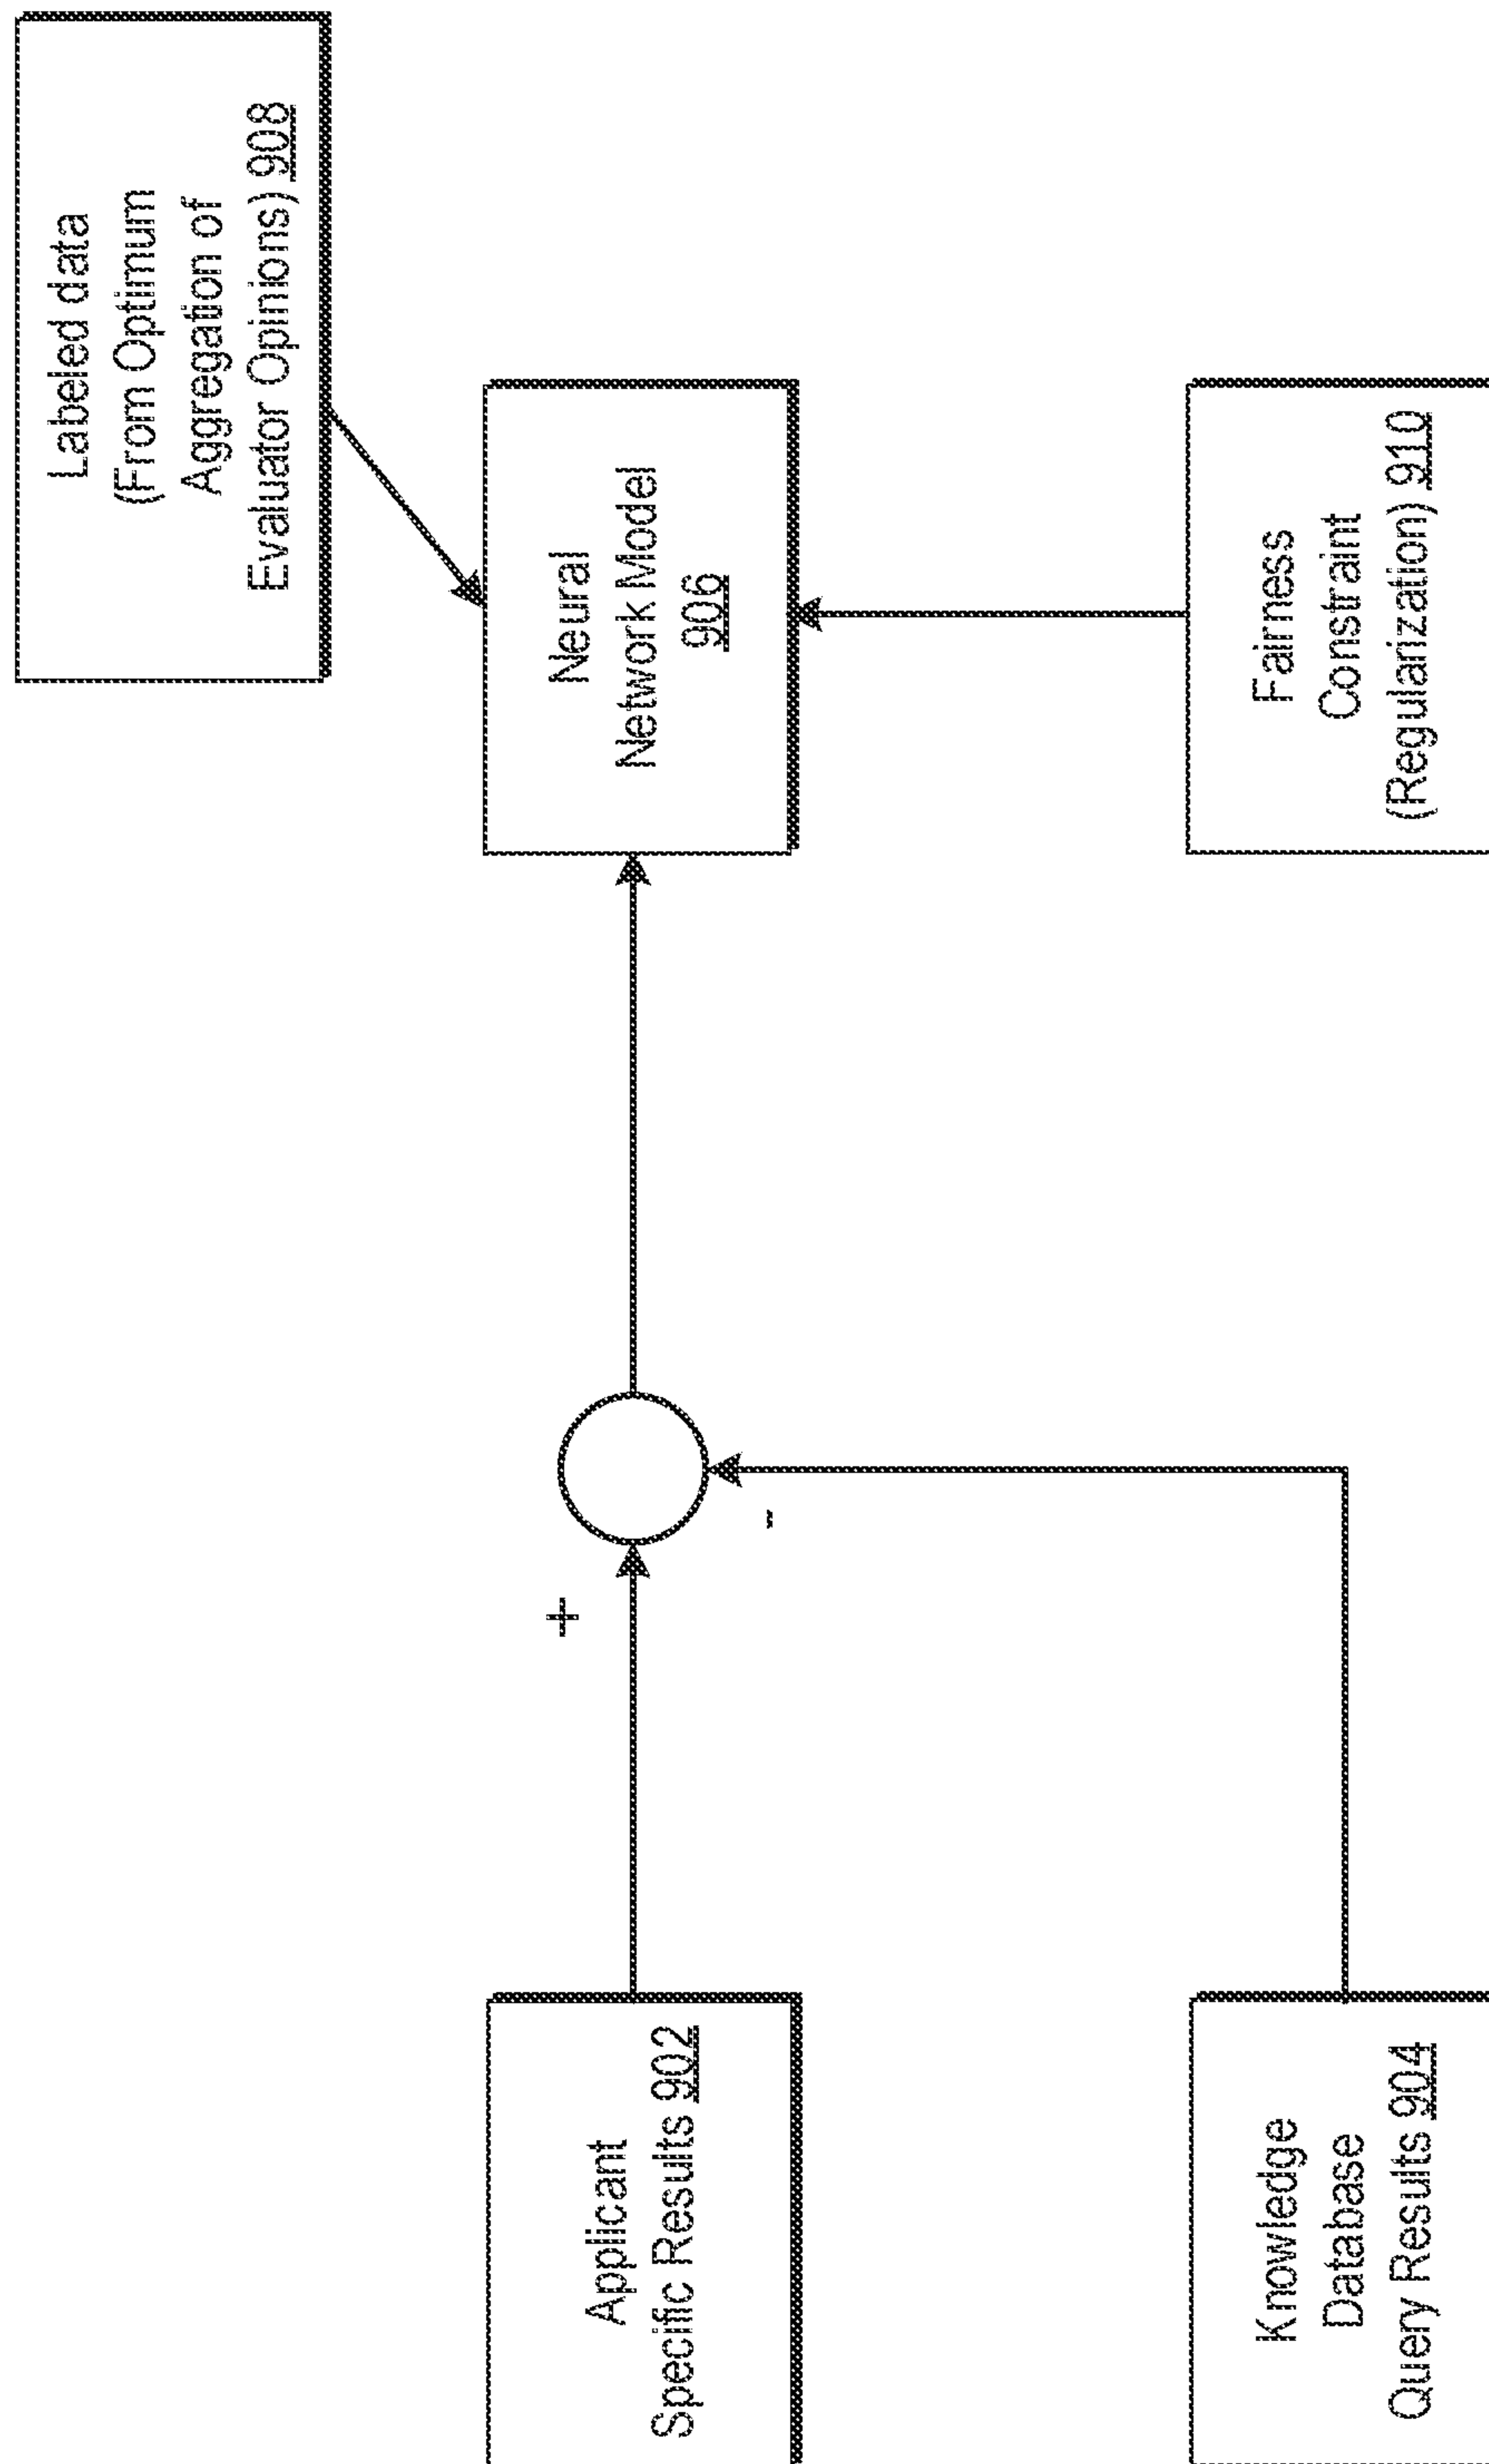 Labeled data
(From Optimum
Aggregation of
Evaluator Opinions) 908
Applicant
Specific Results 902
+
-
Neural
Network Model
906
Knowledge
Database
Query Results 904
Fairness
Constraint
(Regularization) 910